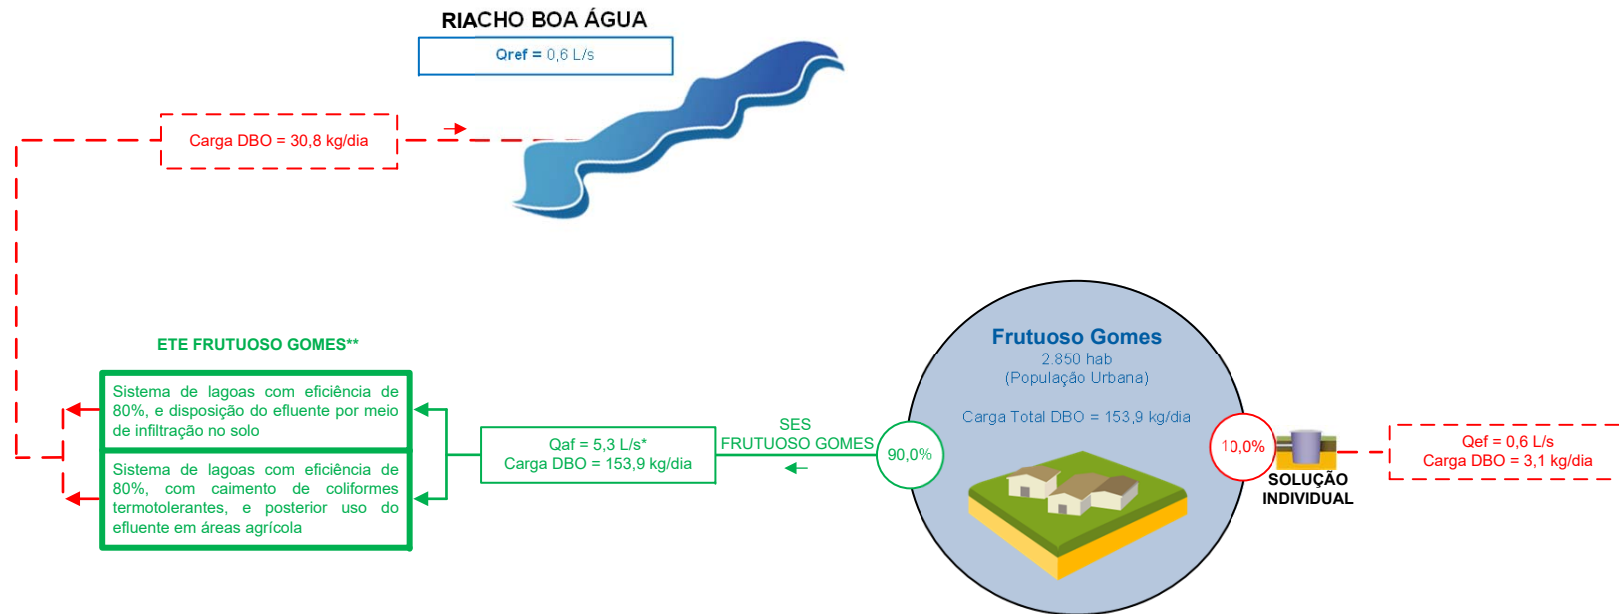 RIACHO BOA ÁGUA
Qref = 0,6 L/s
Carga DBO = 30,8 kg/dia
ETE FRUTUOSO GOMES**
Sistema de lagoas com eficiência de
80%, e disposição do efluente por meio
de infiltração no solo
Sistema de lagoas com eficiência de
80%, com caimento de coliformes
termotolerantes, e posterior uso do
efluente em áreas agrícola
Qaf = 5,3 L/s*
Carga DBO = 153,9 kg/dia
SES
FRUTUOSO GOMES
90,0%
Frutuoso Gomes
2.850 hab
(População Urbana)
Carga Total DBO = 153,9 kg/dia
10,0%
SOLUÇÃO
INDIVIDUAL
Qef = 0,6 L/s
Carga DBO = 3,1 kg/dia